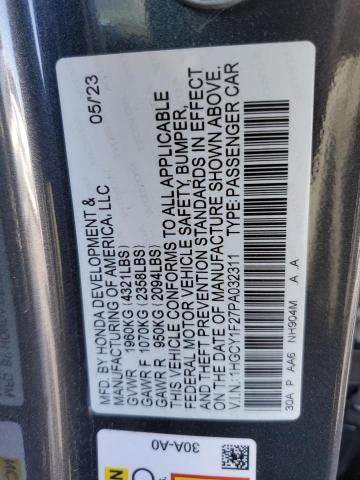 MFD. BY HONDA DEVELOPMENT & 05/23
MANUFACTURING OF AMERICA, LLC
GVWR 1960KG (4321LBS)
GAWR F 1070KG (2358LBS)
GAWR R 950KG (2094LBS)
THIS VEHICLE CONFORMS TO ALL APPLICABLE
FEDERAL MOTOR VEHICLE SAFETY, BUMPER,
AND THEFT PREVENTION STANDARDS IN EFFECT
ON THE DATE OF MANUFACTURE SHOWN ABOVE.
V.I.N.: 1HGCY1F27PA032311 TYPE: PASSENGER CAR
30A P AA6 NH904M A A
30A-A0